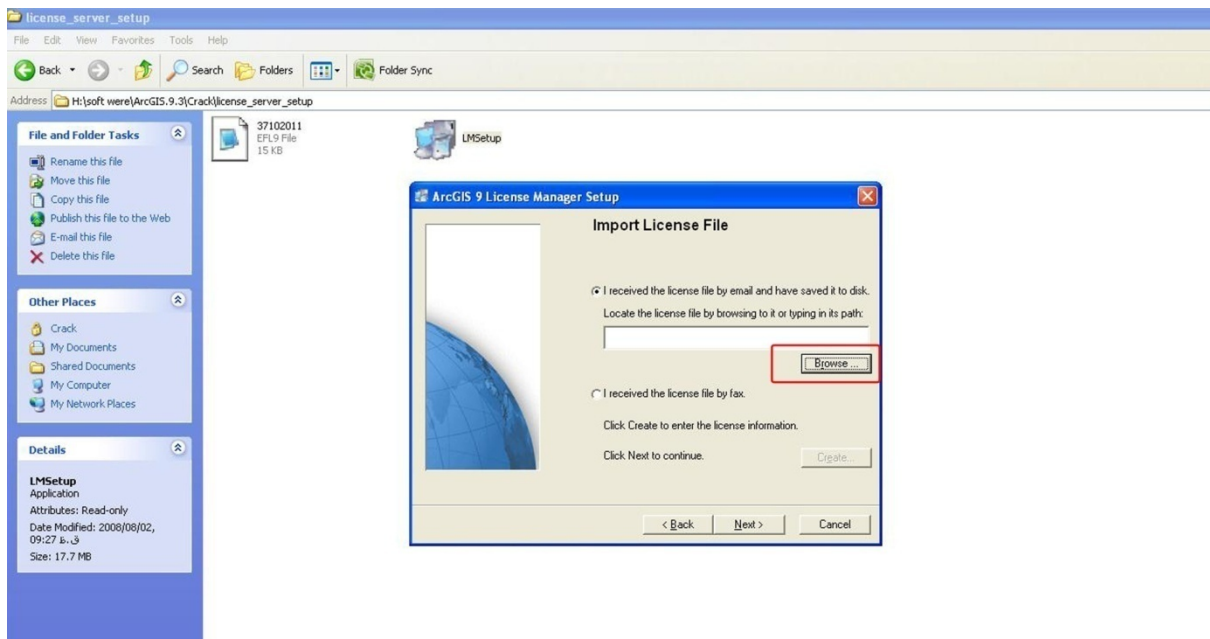 license_server_setup
File Edit View Favorites Tools Help
Back Search Folders Folder Sync
Address H:\soft were\ArcGIS.9.3\Crack\license_server_setup
File and Folder Tasks
Rename this file
Move this file
Copy this file
Publish this file to the Web
E-mail this file
Delete this file
Other Places
Crack
My Documents
Shared Documents
My Computer
My Network Places
Details
LMSetup
Application
Attributes: Read-only
Date Modified: 2008/08/02,
09:27 ق.ظ
Size: 17.7 MB
37102011
EFL9 File
15 KB
LMSetup
ArcGIS 9 License Manager Setup
Import License File
I received the license file by email and have saved it to disk.
Locate the license file by browsing to it or typing in its path:
Browse ...
I received the license file by fax.
Click Create to enter the license information.
Click Next to continue.
Create...
< Back Next > Cancel